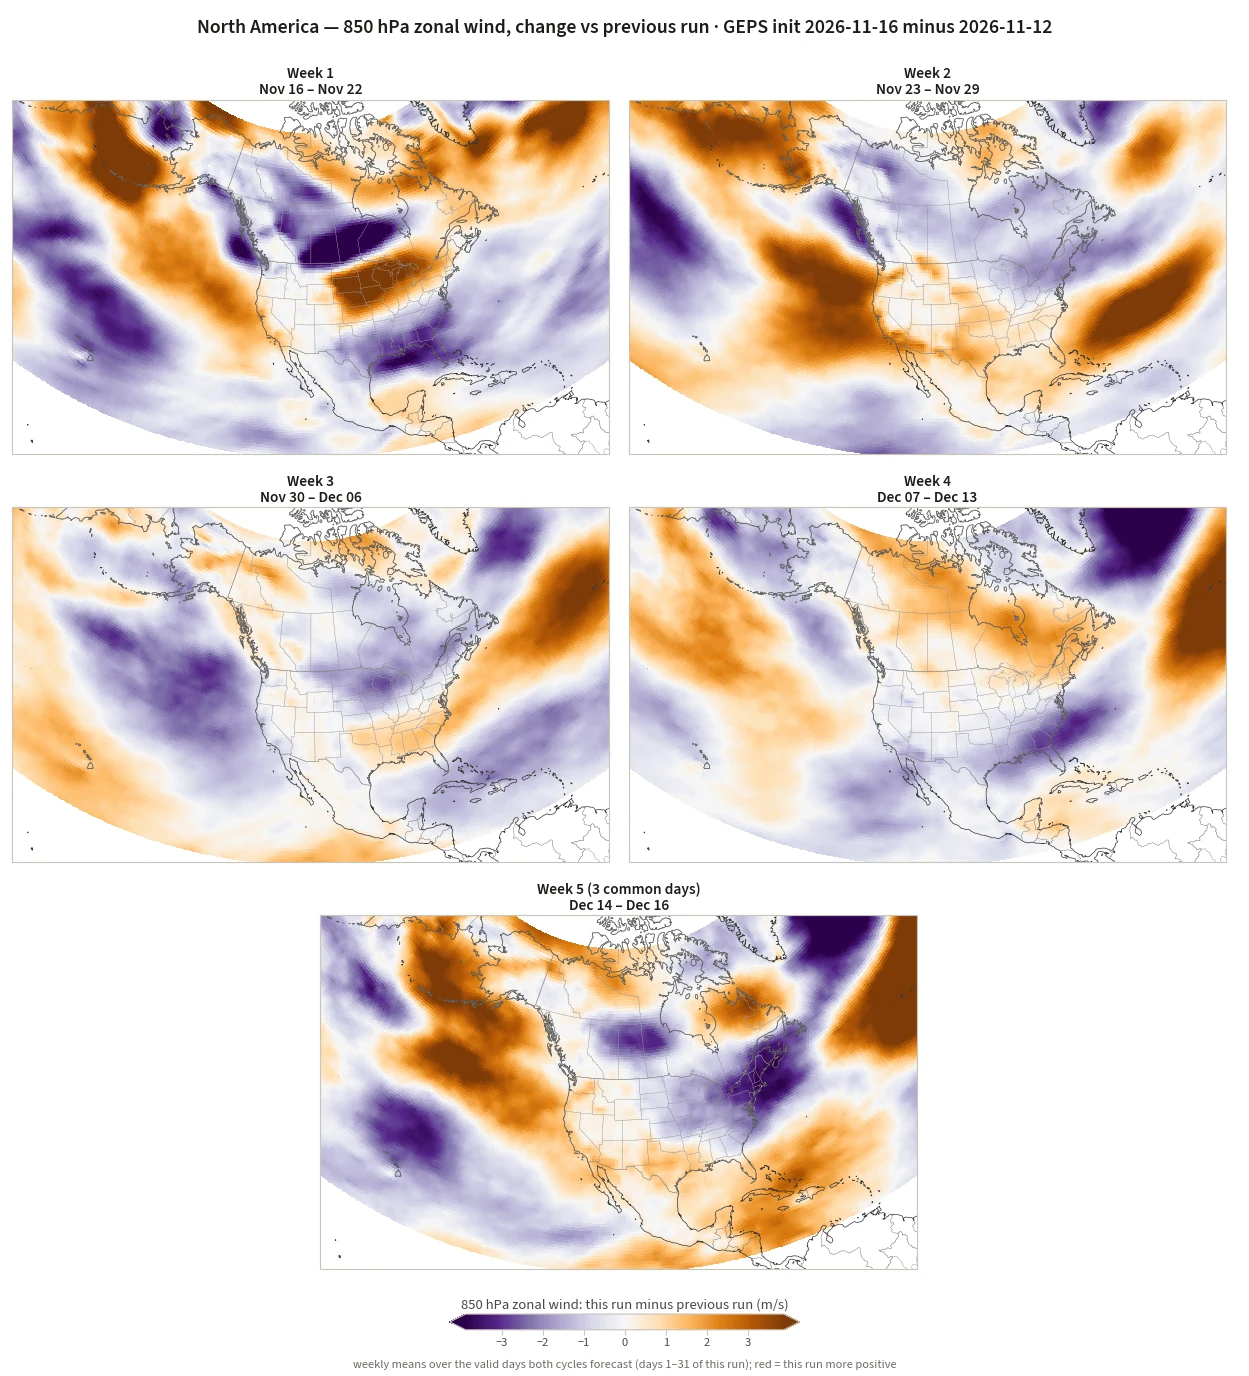 North America — 850 hPa zonal wind, change vs previous run · GEPS init 2026-11-16 minus 2026-11-12
Week 1
Nov 16 – Nov 22
Week 2
Nov 23 – Nov 29
Week 3
Nov 30 – Dec 06
Week 4
Dec 07 – Dec 13
Week 5 (3 common days)
Dec 14 – Dec 16
850 hPa zonal wind: this run minus previous run (m/s)
−3 −2 −1 0 1 2 3
weekly means over the valid days both cycles forecast (days 1–31 of this run); red = this run more positive